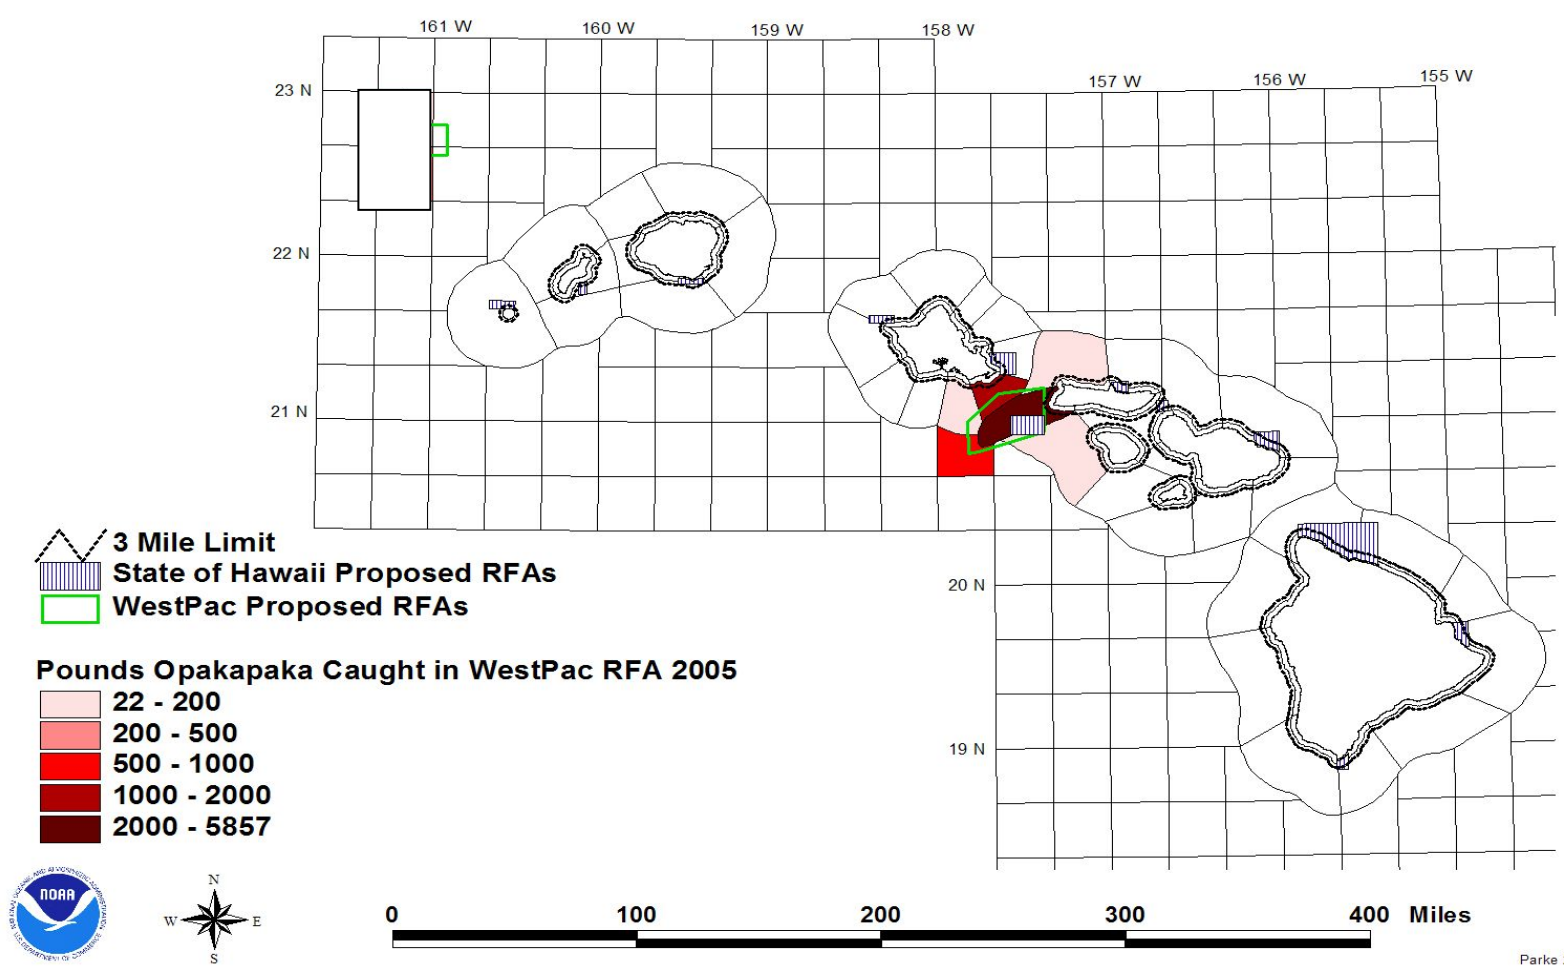 161 W
160 W
159 W
158 W
157 W
156 W
155 W
23 N
22 N
21 N
20 N
19 N
3 Mile Limit
State of Hawaii Proposed RFAs
WestPac Proposed RFAs
Pounds Opakapaka Caught in WestPac RFA 2005
22 - 200
200 - 500
500 - 1000
1000 - 2000
2000 - 5857
NOAA
N
W E
S
0 100 200 300 400 Miles
Parke